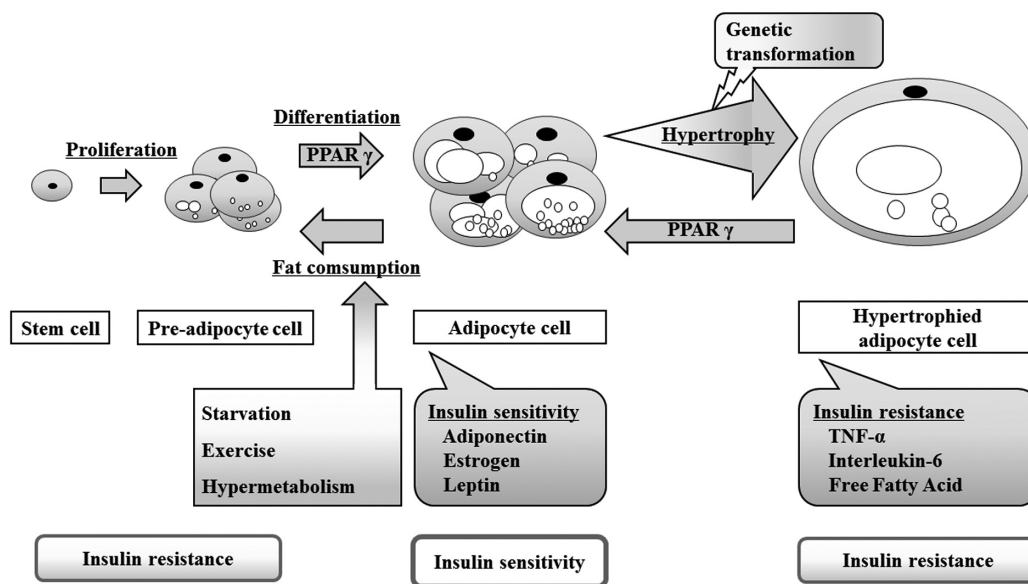 Genetic
transformation
Differentiation
Proliferation
PPAR γ
Hypertrophy
PPAR γ
Fat comsumption
Stem cell
Pre-adipocyte cell
Adipocyte cell
Hypertrophied
adipocyte cell
Starvation
Exercise
Hypermetabolism
Insulin sensitivity
Adiponectin
Estrogen
Leptin
Insulin resistance
TNF-α
Interleukin-6
Free Fatty Acid
Insulin resistance
Insulin sensitivity
Insulin resistance